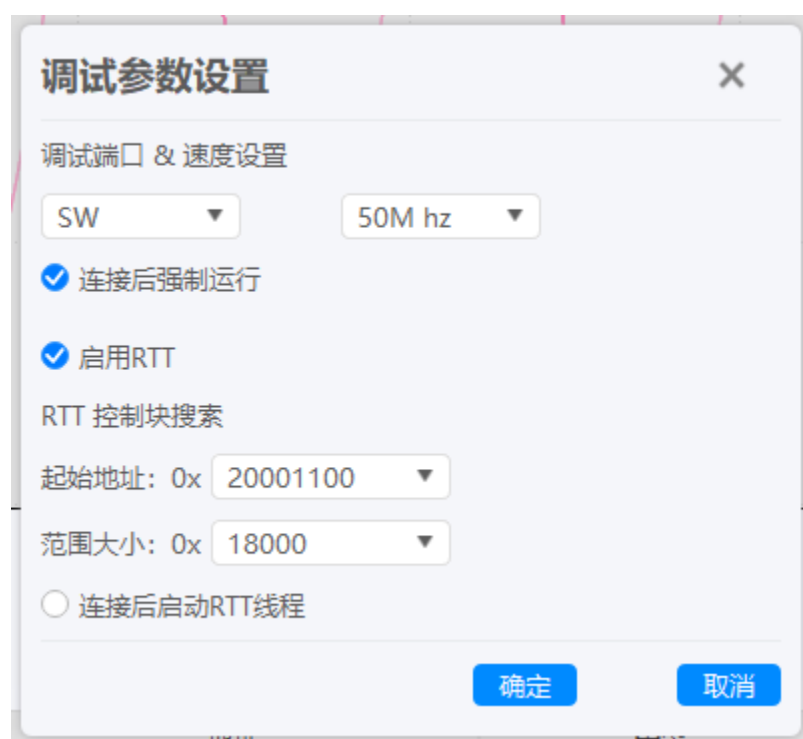 调试参数设置
调试端口 & 速度设置
SW 50M hz
连接后强制运行
启用RTT
RTT 控制块搜索
起始地址: 0x 20001100
范围大小: 0x 18000
连接后启动RTT线程
确定 取消